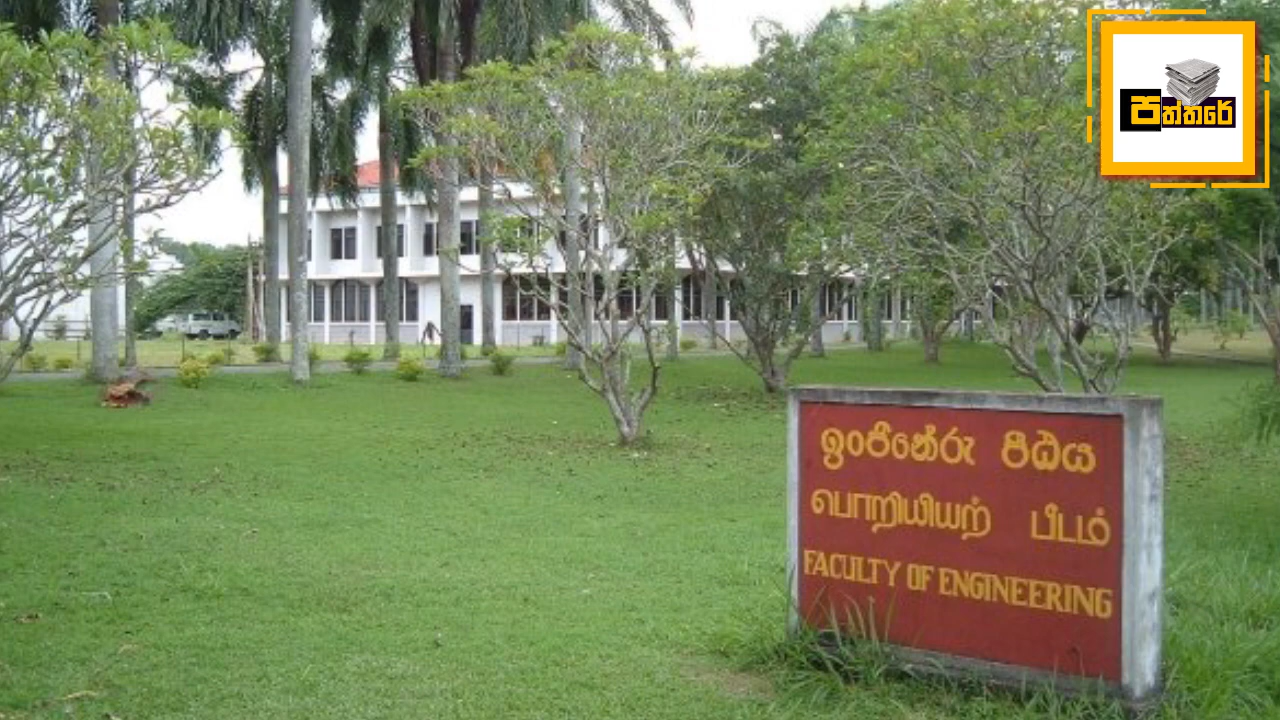 පත්තරේ
ඉංජිනේරු පීඨය
பொறியியற் பீடம்
FACULTY OF ENGINEERING